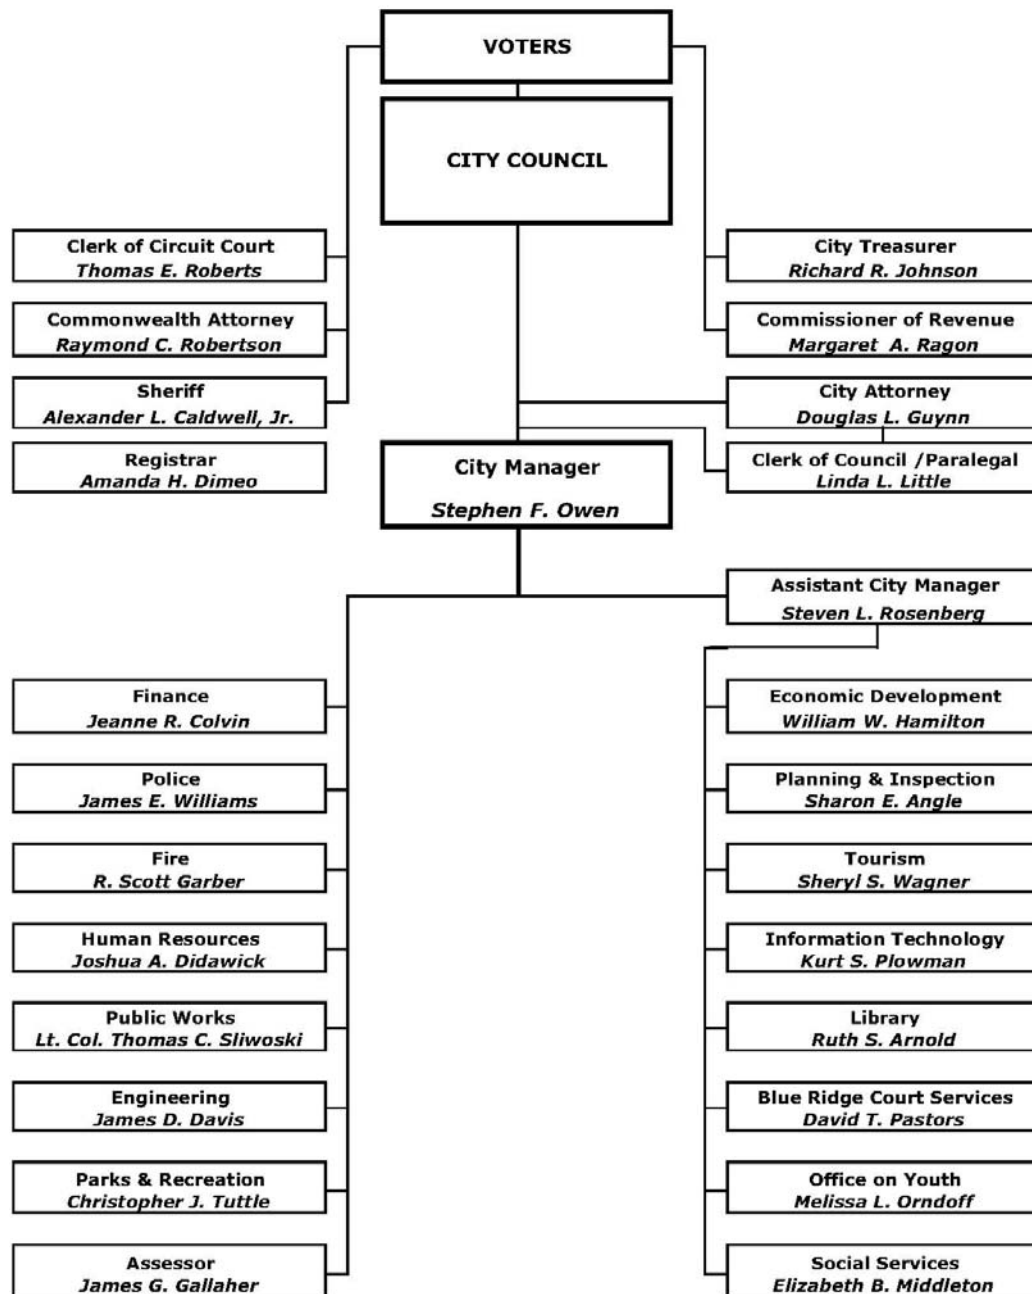 VOTERS
CITY COUNCIL
Clerk of Circuit Court
Thomas E. Roberts
Commonwealth Attorney
Raymond C. Robertson
Sheriff
Alexander L. Caldwell, Jr.
Registrar
Amanda H. Dimeo
City Treasurer
Richard R. Johnson
Commissioner of Revenue
Margaret A. Ragon
City Attorney
Douglas L. Guynn
Clerk of Council /Paralegal
Linda L. Little
City Manager
Stephen F. Owen
Assistant City Manager
Steven L. Rosenberg
Finance
Jeanne R. Colvin
Police
James E. Williams
Fire
R. Scott Garber
Human Resources
Joshua A. Didawick
Public Works
Lt. Col. Thomas C. Sliwoski
Engineering
James D. Davis
Parks & Recreation
Christopher J. Tuttle
Assessor
James G. Gallaher
Economic Development
William W. Hamilton
Planning & Inspection
Sharon E. Angle
Tourism
Sheryl S. Wagner
Information Technology
Kurt S. Plowman
Library
Ruth S. Arnold
Blue Ridge Court Services
David T. Pastors
Office on Youth
Melissa L. Orndoff
Social Services
Elizabeth B. Middleton